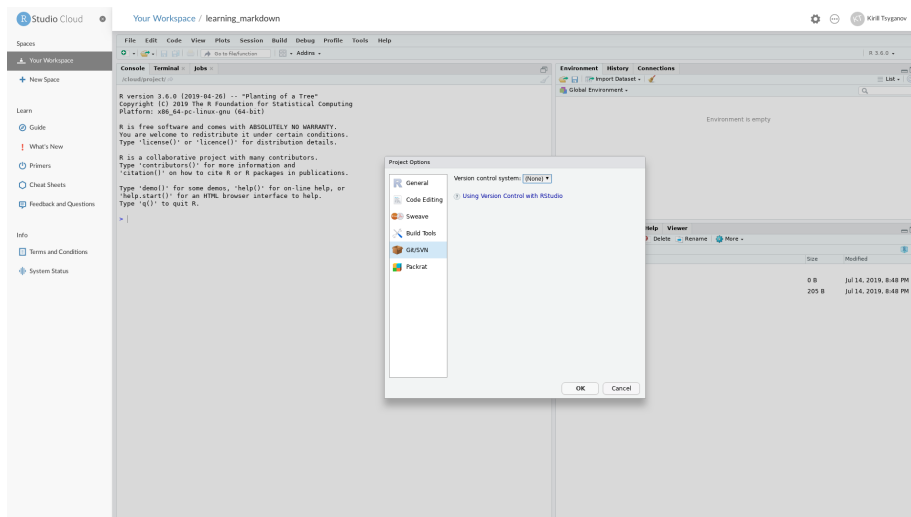 R Studio Cloud
Your Workspace / learning_markdown
KT Kirill Tsyganov
Spaces
Your Workspace
New Space
Learn
Guide
What's New
Primers
Cheat Sheets
Feedback and Questions
Info
Terms and Conditions
System Status
File Edit Code View Plots Session Build Debug Profile Tools Help
Go to file/function Addins
R 3.6.0
Console Terminal Jobs
/cloud/project/
R version 3.6.0 (2019-04-26) -- "Planting of a Tree"
Copyright (C) 2019 The R Foundation for Statistical Computing
Platform: x86_64-pc-linux-gnu (64-bit)
R is free software and comes with ABSOLUTELY NO WARRANTY.
You are welcome to redistribute it under certain conditions.
Type 'license()' or 'licence()' for distribution details.
R is a collaborative project with many contributors.
Type 'contributors()' for more information and
'citation()' on how to cite R or R packages in publications.
Type 'demo()' for some demos, 'help()' for on-line help, or
'help.start()' for an HTML browser interface to help.
Type 'q()' to quit R.
>
Environment History Connections
Import Dataset List
Global Environment
Environment is empty
Project Options
General
Code Editing
Sweave
Build Tools
Git/SVN
Packrat
Version control system: (None)
? Using Version Control with RStudio
OK Cancel
Help Viewer
Delete Rename More
Size Modified
0 B Jul 14, 2019, 8:48 PM
205 B Jul 14, 2019, 8:48 PM